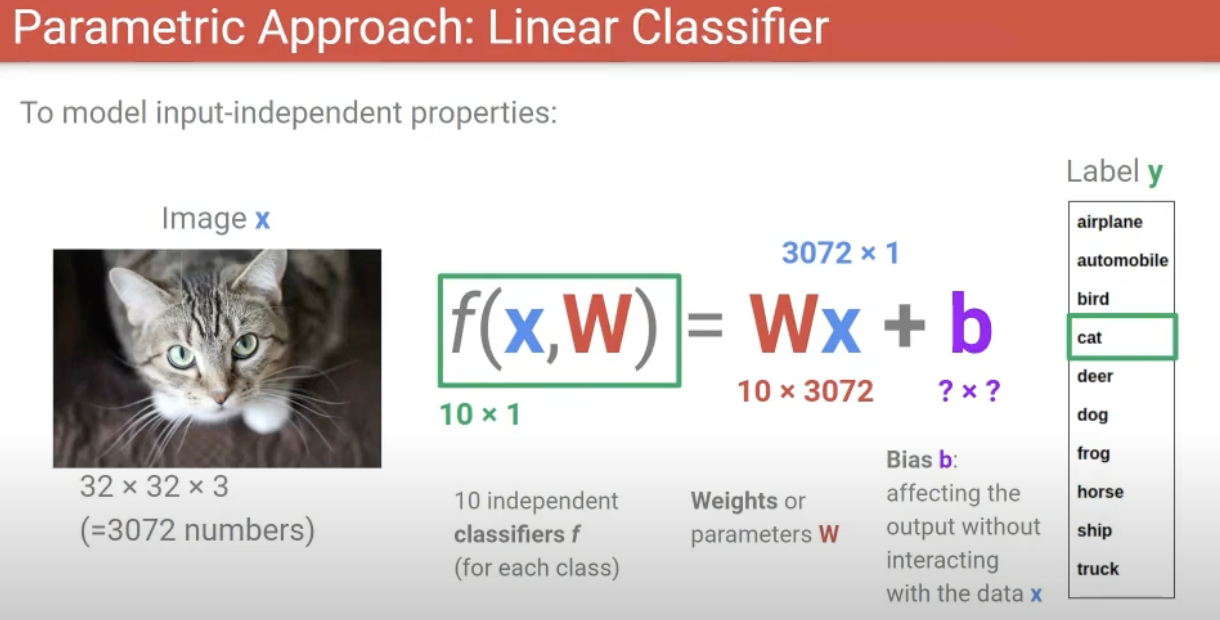 Parametric Approach: Linear Classifier
To model input-independent properties:
Image x
32 × 32 × 3
(=3072 numbers)
3072 × 1
f(x,W) = Wx + b
10 × 1
10 × 3072
? × ?
10 independent
classifiers f
(for each class)
Weights or
parameters W
Bias b:
affecting the
output without
interacting
with the data x
Label y
airplane
automobile
bird
cat
deer
dog
frog
horse
ship
truck